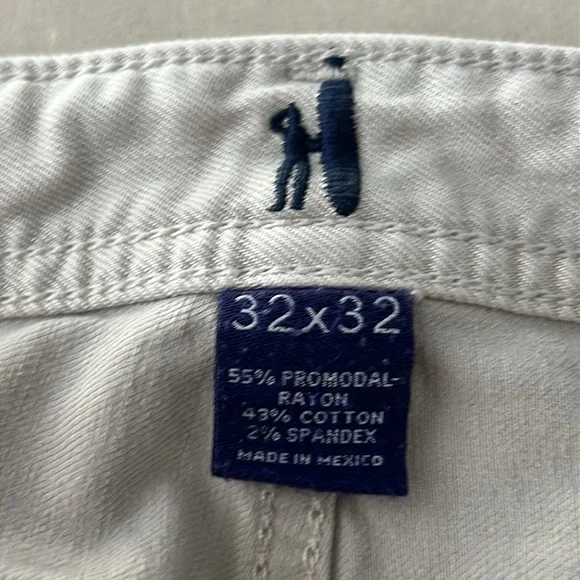 32x32
55% PROMODAL-
RAYON
43% COTTON
2% SPANDEX
MADE IN MEXICO